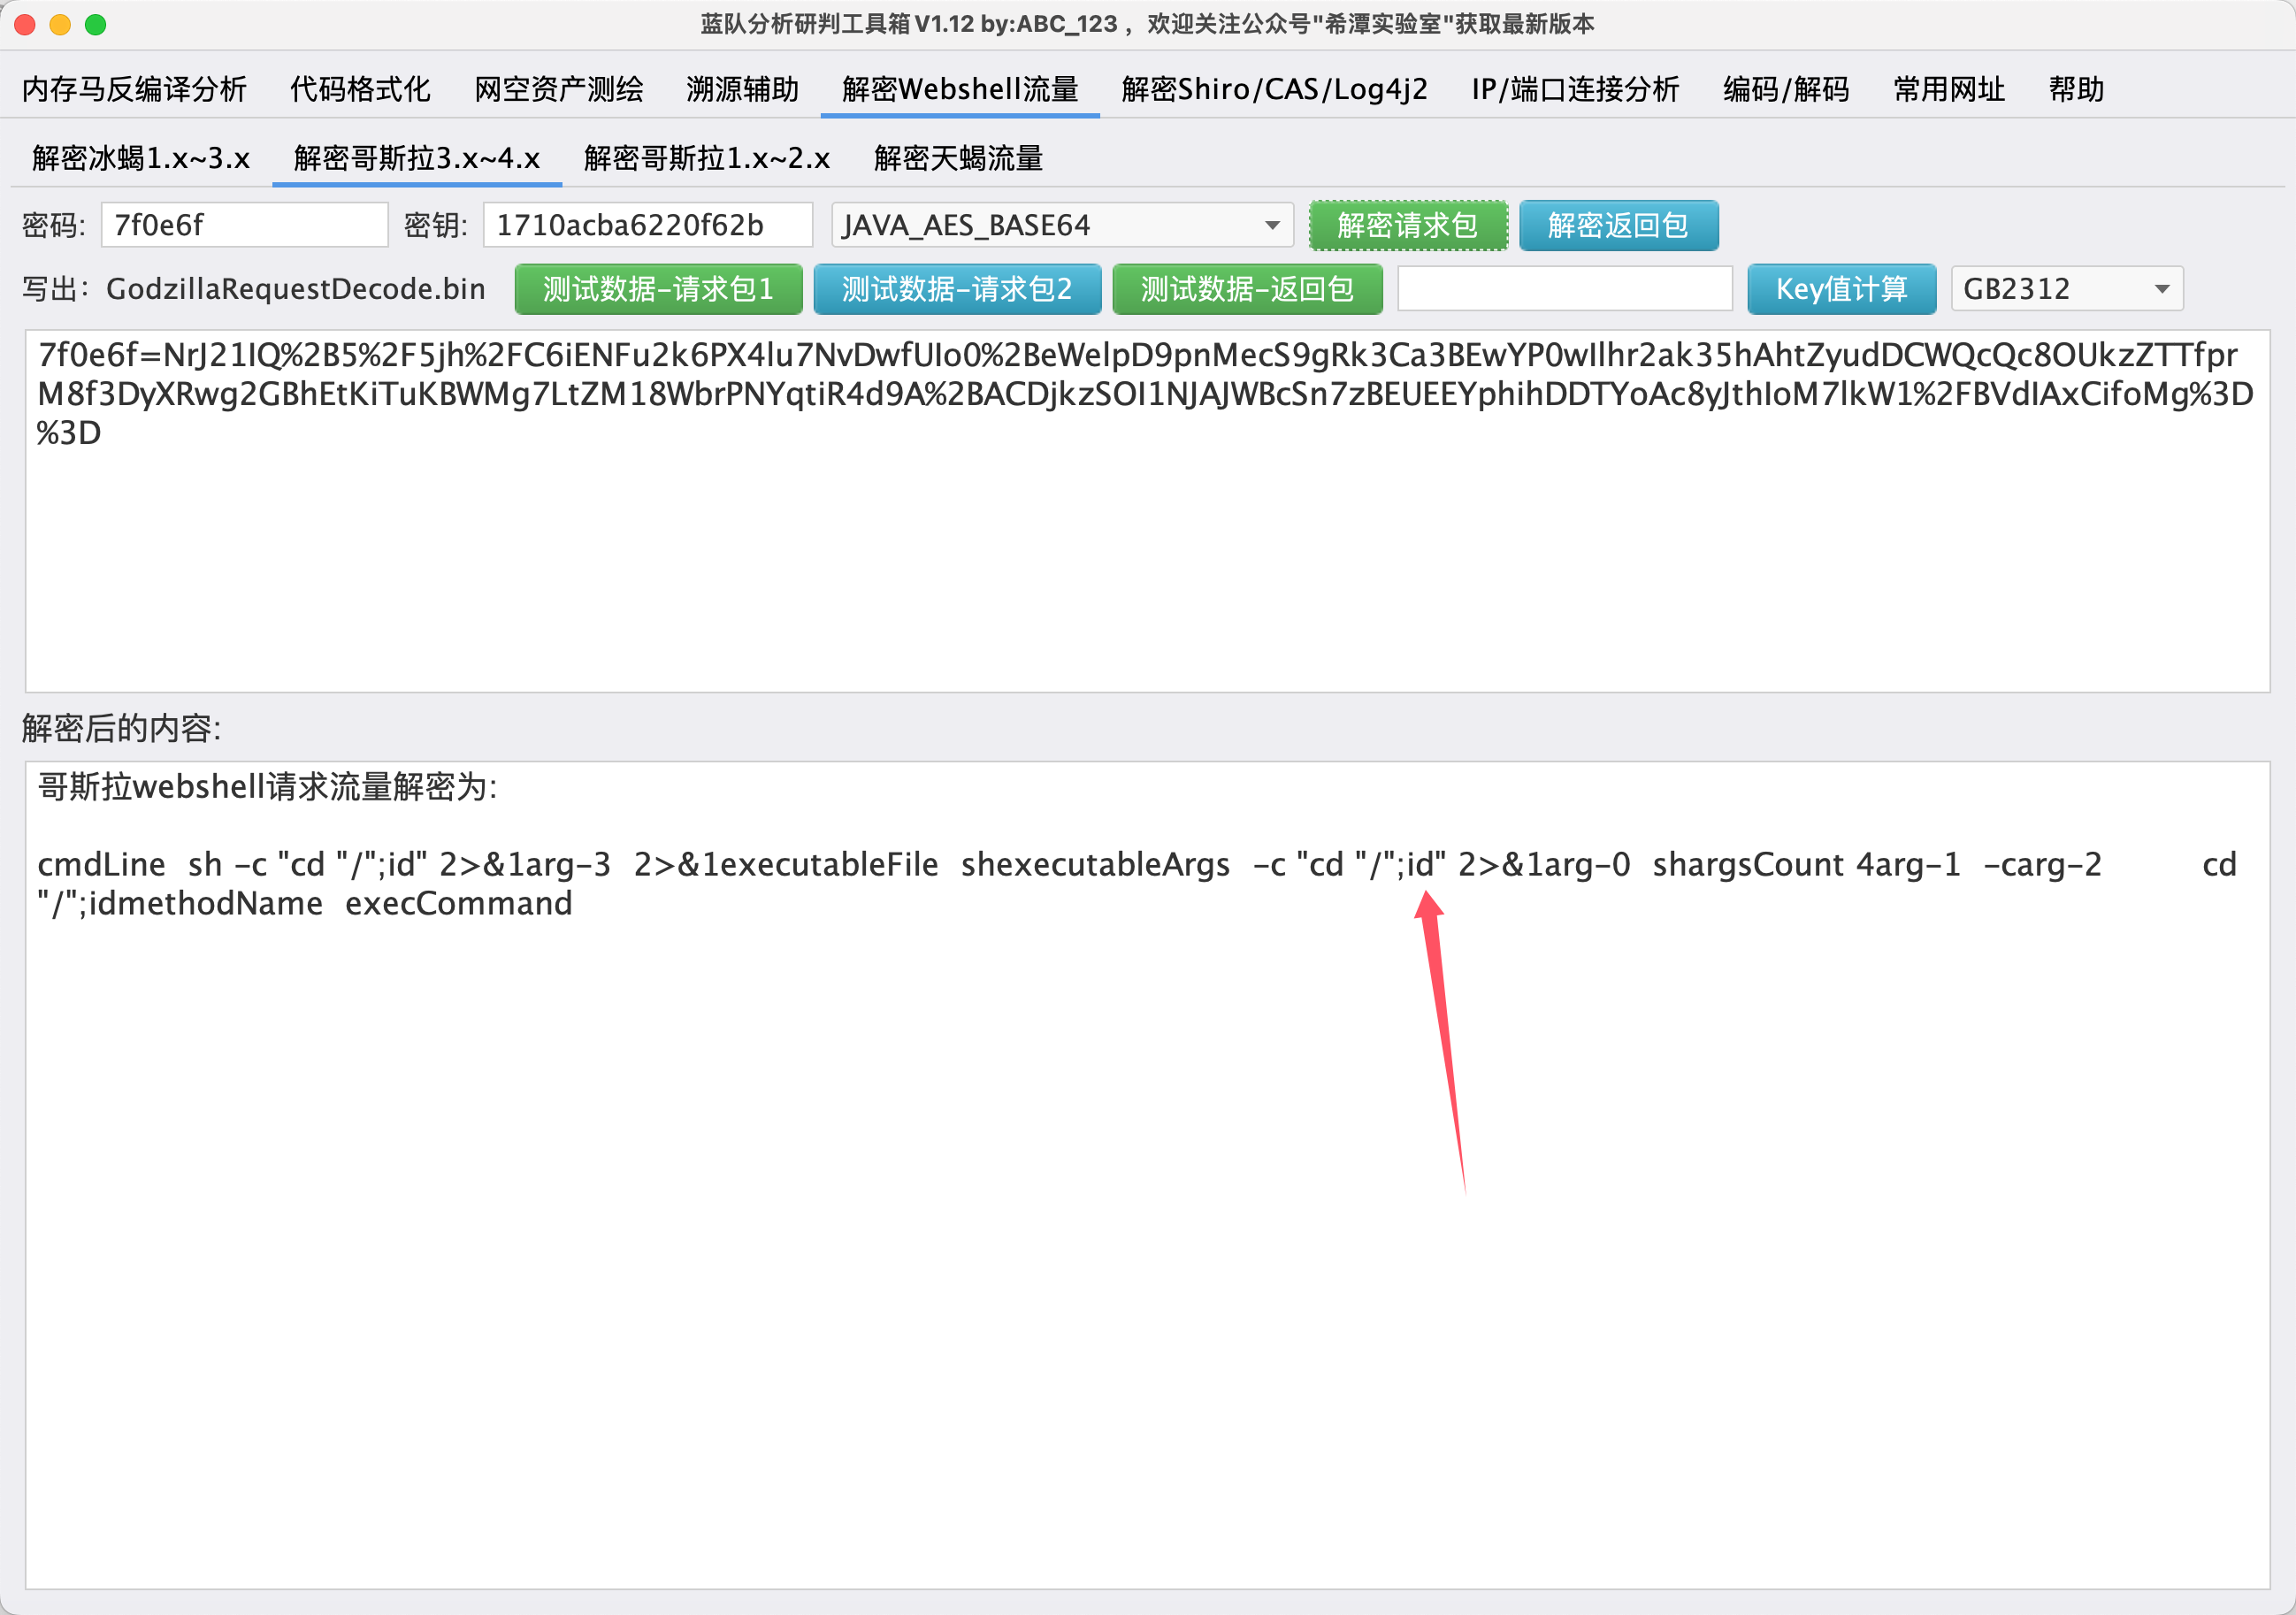 蓝队分析研判工具箱V1.12 by:ABC_123 ，欢迎关注公众号"希潭实验室"获取最新版本
内存马反编译分析 代码格式化 网空资产测绘 溯源辅助 解密Webshell流量 解密Shiro/CAS/Log4j2 IP/端口连接分析 编码/解码 常用网址 帮助
解密冰蝎1.x~3.x 解密哥斯拉3.x~4.x 解密哥斯拉1.x~2.x 解密天蝎流量
密码: 7f0e6f 密钥: 1710acba6220f62b JAVA_AES_BASE64 解密请求包 解密返回包
写出： GodzillaRequestDecode.bin 测试数据-请求包1 测试数据-请求包2 测试数据-返回包 Key值计算 GB2312
7f0e6f=NrJ21IQ%2B5%2F5jh%2FC6iENFu2k6PX4lu7NvDwfUIo0%2BeWelpD9pnMecS9gRk3Ca3BEwYP0wIlhr2ak35hAhtZyudDCWQcQc8OUkzZTTfpr
M8f3DyXRwg2GBhEtKiTuKBWMg7LtZM18WbrPNYqtiR4d9A%2BACDjkzSOI1NJAJWBcSn7zBEUEEYphihDDTYoAc8yJthIoM7lkW1%2FBVdIAxCifoMg%3D
%3D
解密后的内容:
哥斯拉webshell请求流量解密为:
cmdLine sh -c "cd "/";id" 2>&1arg-3 2>&1executableFile shexecutableArgs -c "cd "/";id" 2>&1arg-0 shargsCount 4arg-1 -carg-2 cd
"/";idmethodName execCommand